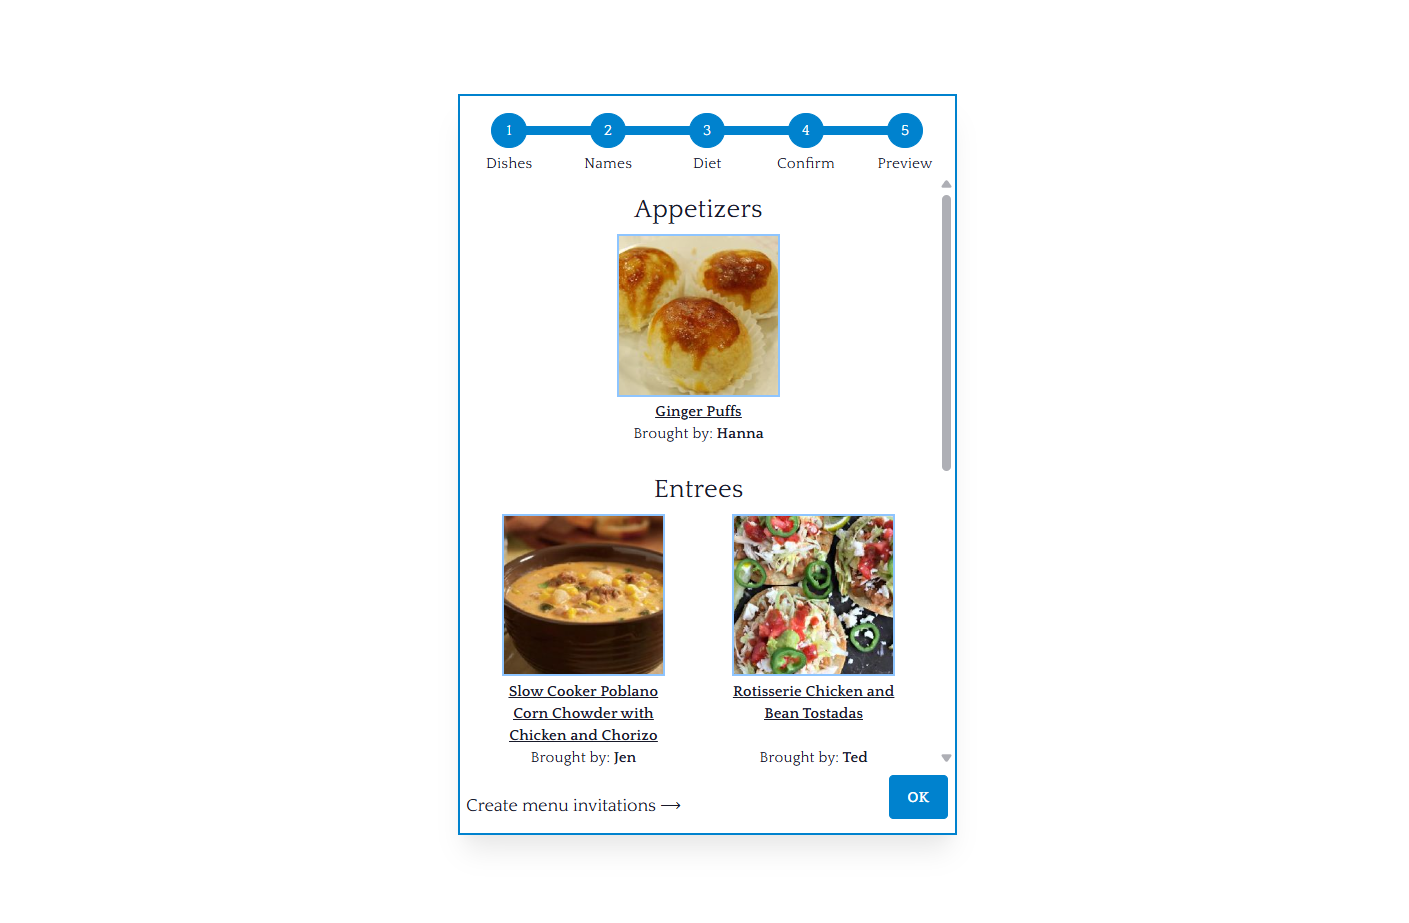 1 2 3 4 5
Dishes Names Diet Confirm Preview
Appetizers
Ginger Puffs
Brought by: Hanna
Entrees
Slow Cooker Poblano
Corn Chowder with
Chicken and Chorizo
Brought by: Jen
Rotisserie Chicken and
Bean Tostadas
Brought by: Ted
Create menu invitations →
OK